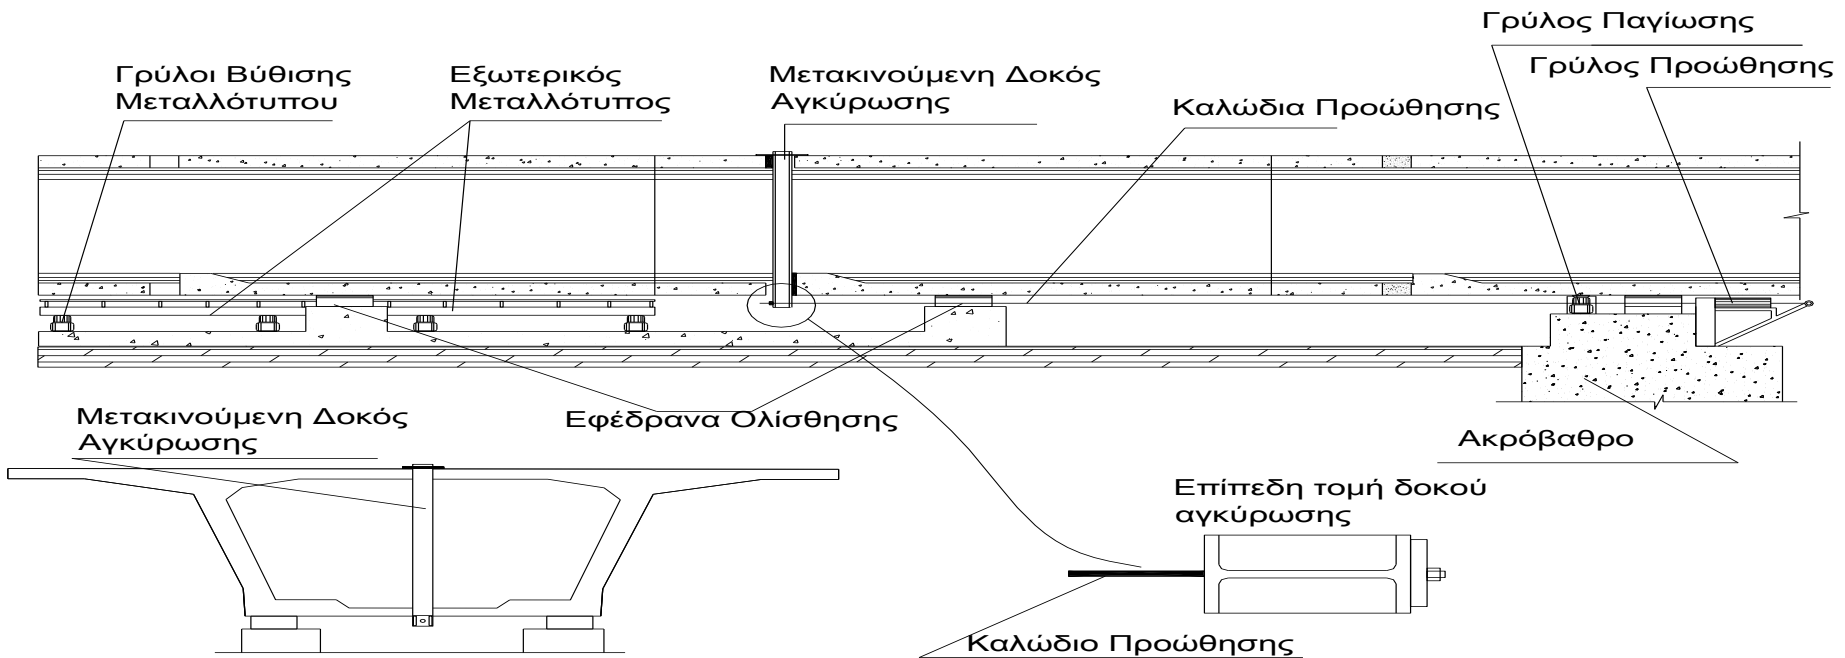 Γρύλος Παγίωσης
Γρύλος Προώθησης
Γρύλοι Βύθισης
Μεταλλότυπου
Εξωτερικός
Μεταλλότυπος
Μετακινούμενη Δοκός
Αγκύρωσης
Καλώδια Προώθησης
Μετακινούμενη Δοκός
Αγκύρωσης
Εφέδρανα Ολίσθησης
Ακρόβαθρο
Επίπεδη τομή δοκού
αγκύρωσης
Καλώδιο Προώθησης